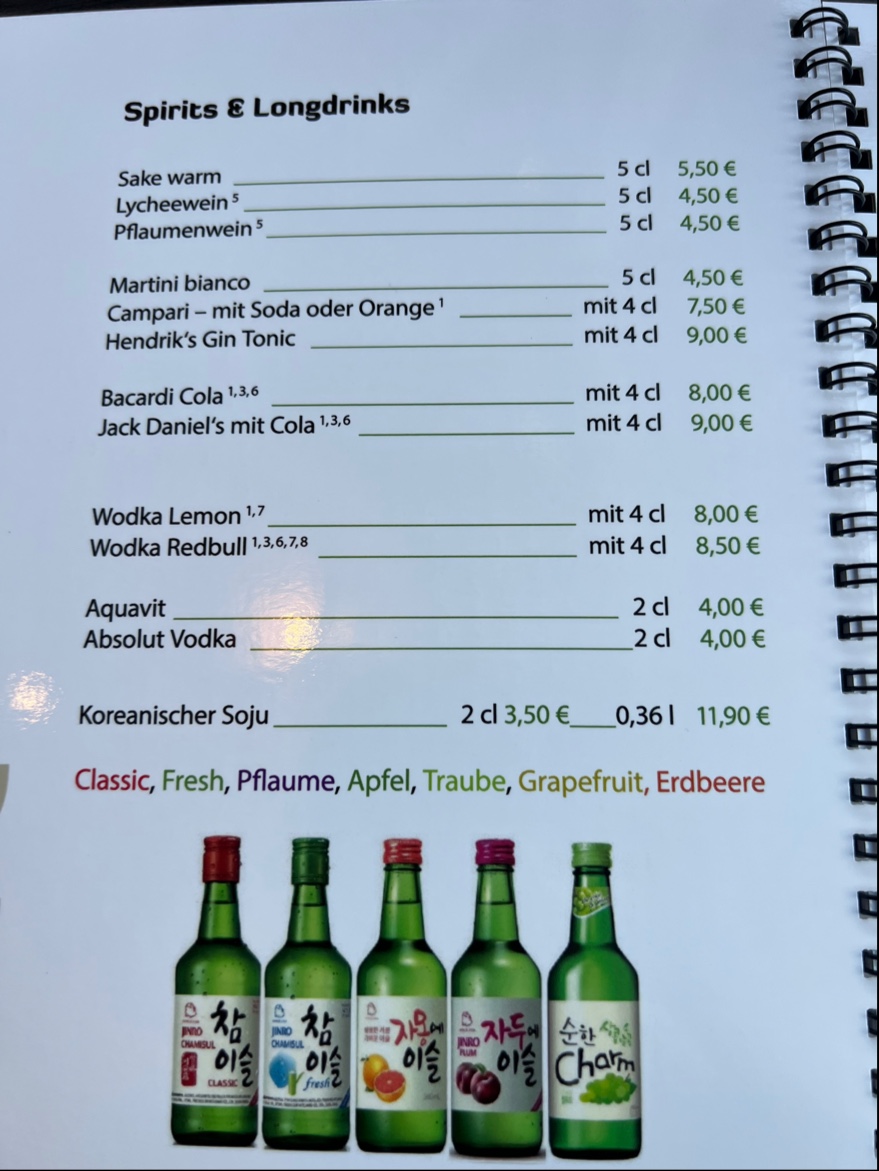 Spirits & Longdrinks
Sake warm 5 cl 5,50 €
Lycheewein 5 5 cl 4,50 €
Pflaumenwein 5 5 cl 4,50 €
Martini bianco 5 cl 4,50 €
Campari – mit Soda oder Orange 1 mit 4 cl 7,50 €
Hendrik's Gin Tonic mit 4 cl 9,00 €
Bacardi Cola 1,3,6 mit 4 cl 8,00 €
Jack Daniel's mit Cola 1,3,6 mit 4 cl 9,00 €
Wodka Lemon 1,7 mit 4 cl 8,00 €
Wodka Redbull 1,3,6,7,8 mit 4 cl 8,50 €
Aquavit 2 cl 4,00 €
Absolut Vodka 2 cl 4,00 €
Koreanischer Soju 2 cl 3,50 € 0,36 l 11,90 €
Classic, Fresh, Pflaume, Apfel, Traube, Grapefruit, Erdbeere
JINRO
CHAMISUL
참
이슬
CLASSIC
JINRO
CHAMISUL
참
이슬
fresh
자몽에
이슬
JINRO
PLUM
자두에
이슬
순한
Charm